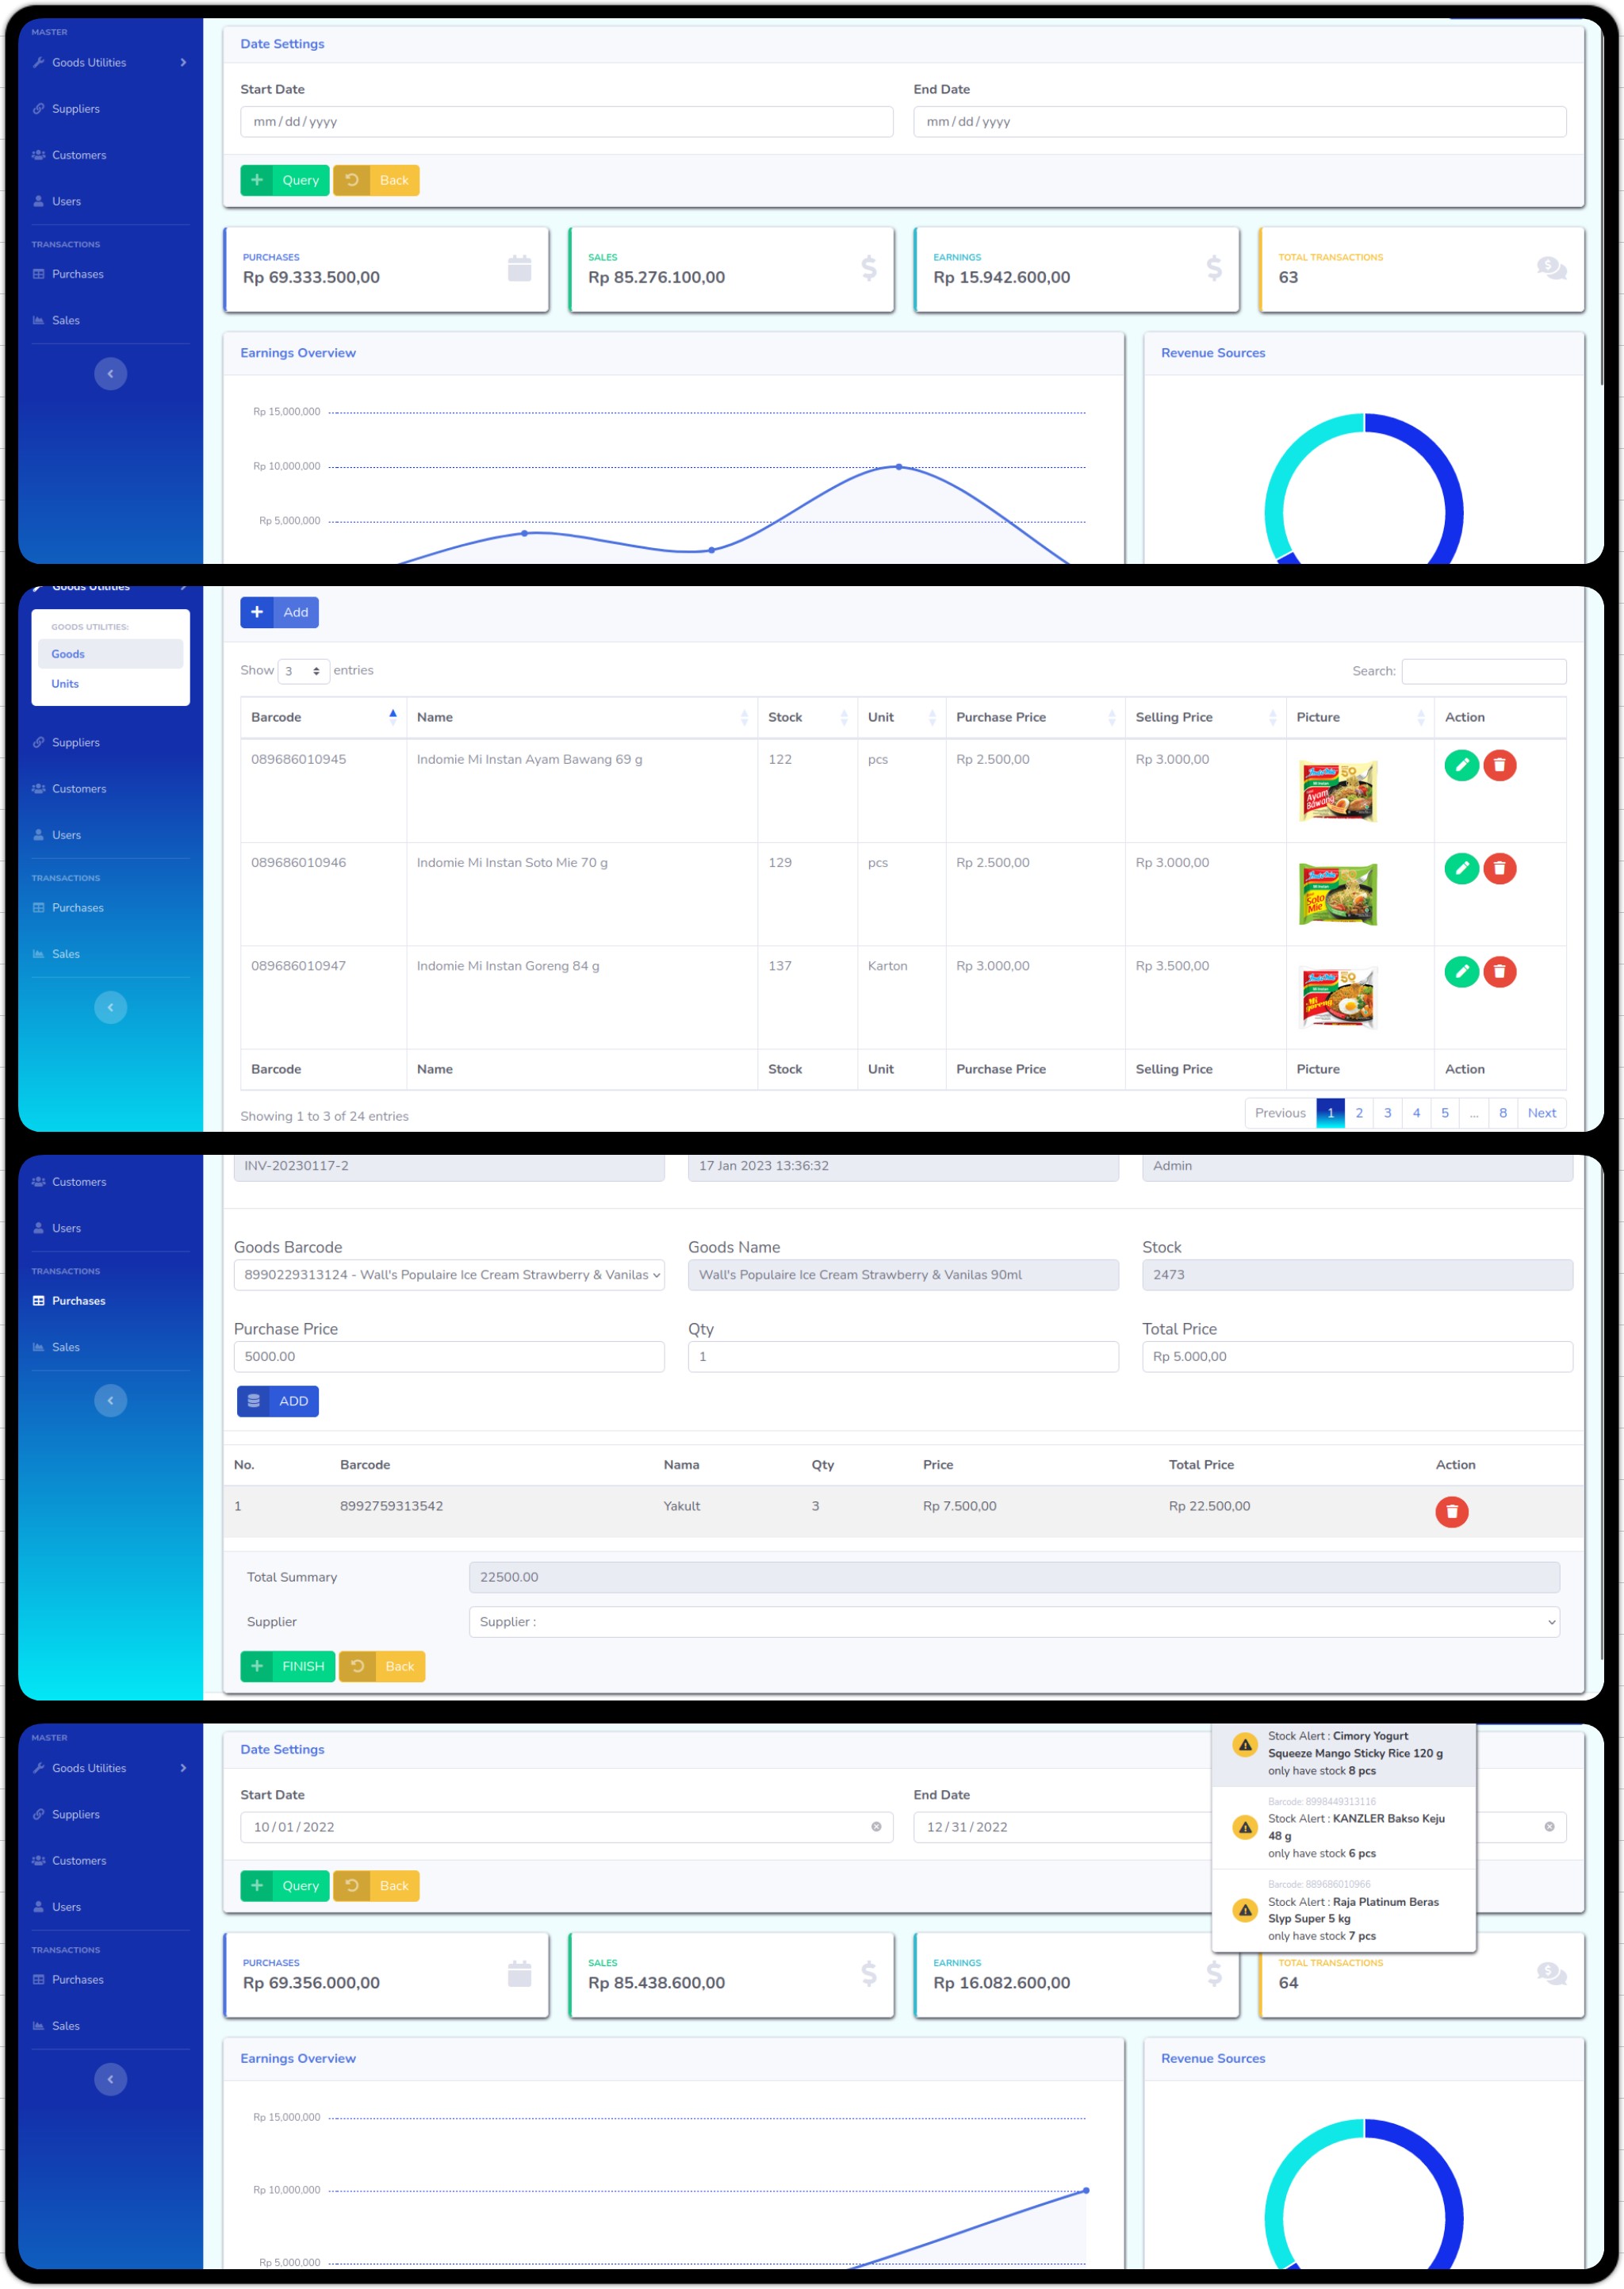 MASTER
Goods Utilities
Suppliers
Customers
Users
TRANSACTIONS
Purchases
Sales
Date Settings
Start Date
End Date
mm/dd/yyyy
mm/dd/yyyy
Query
Back
PURCHASES
Rp 69.333.500,00
SALES
Rp 85.276.100,00
EARNINGS
Rp 15.942.600,00
TOTAL TRANSACTIONS
63
Earnings Overview
Rp 15,000,000
Rp 10,000,000
Rp 5,000,000
Revenue Sources
Goods Utilities
GOODS UTILITIES:
Goods
Units
Suppliers
Customers
Users
TRANSACTIONS
Purchases
Sales
Add
Show 3 entries
Search:
Barcode Name Stock Unit Purchase Price Selling Price Picture Action
089686010945 Indomie Mi Instan Ayam Bawang 69 g 122 pcs Rp 2.500,00 Rp 3.000,00
Indomie
Ayam
Bawang
089686010946 Indomie Mi Instan Soto Mie 70 g 129 pcs Rp 2.500,00 Rp 3.000,00
Indomie
Soto
Mie
089686010947 Indomie Mi Instan Goreng 84 g 137 Karton Rp 3.000,00 Rp 3.500,00
Indomie
Mi
goreng
Barcode Name Stock Unit Purchase Price Selling Price Picture Action
Showing 1 to 3 of 24 entries
Previous 1 2 3 4 5 ... 8 Next
Customers
Users
TRANSACTIONS
Purchases
Sales
INV-20230117-2
17 Jan 2023 13:36:32
Admin
Goods Barcode
Goods Name
Stock
8990229313124 - Wall's Populaire Ice Cream Strawberry & Vanilas
Wall's Populaire Ice Cream Strawberry & Vanilas 90ml
2473
Purchase Price
Qty
Total Price
5000.00
1
Rp 5.000,00
ADD
No. Barcode Nama Qty Price Total Price Action
1 8992759313542 Yakult 3 Rp 7.500,00 Rp 22.500,00
Total Summary
22500.00
Supplier
Supplier :
FINISH
Back
MASTER
Goods Utilities
Suppliers
Customers
Users
TRANSACTIONS
Purchases
Sales
Date Settings
Start Date
End Date
10/01/2022
12/31/2022
Query
Back
Stock Alert : Cimory Yogurt
Squeeze Mango Sticky Rice 120 g
only have stock 8 pcs
Barcode: 8998449313116
Stock Alert : KANZLER Bakso Keju
48 g
only have stock 6 pcs
Barcode: 889686010966
Stock Alert : Raja Platinum Beras
Slyp Super 5 kg
only have stock 7 pcs
PURCHASES
Rp 69.356.000,00
SALES
Rp 85.438.600,00
EARNINGS
Rp 16.082.600,00
TOTAL TRANSACTIONS
64
Earnings Overview
Rp 15,000,000
Rp 10,000,000
Rp 5,000,000
Revenue Sources